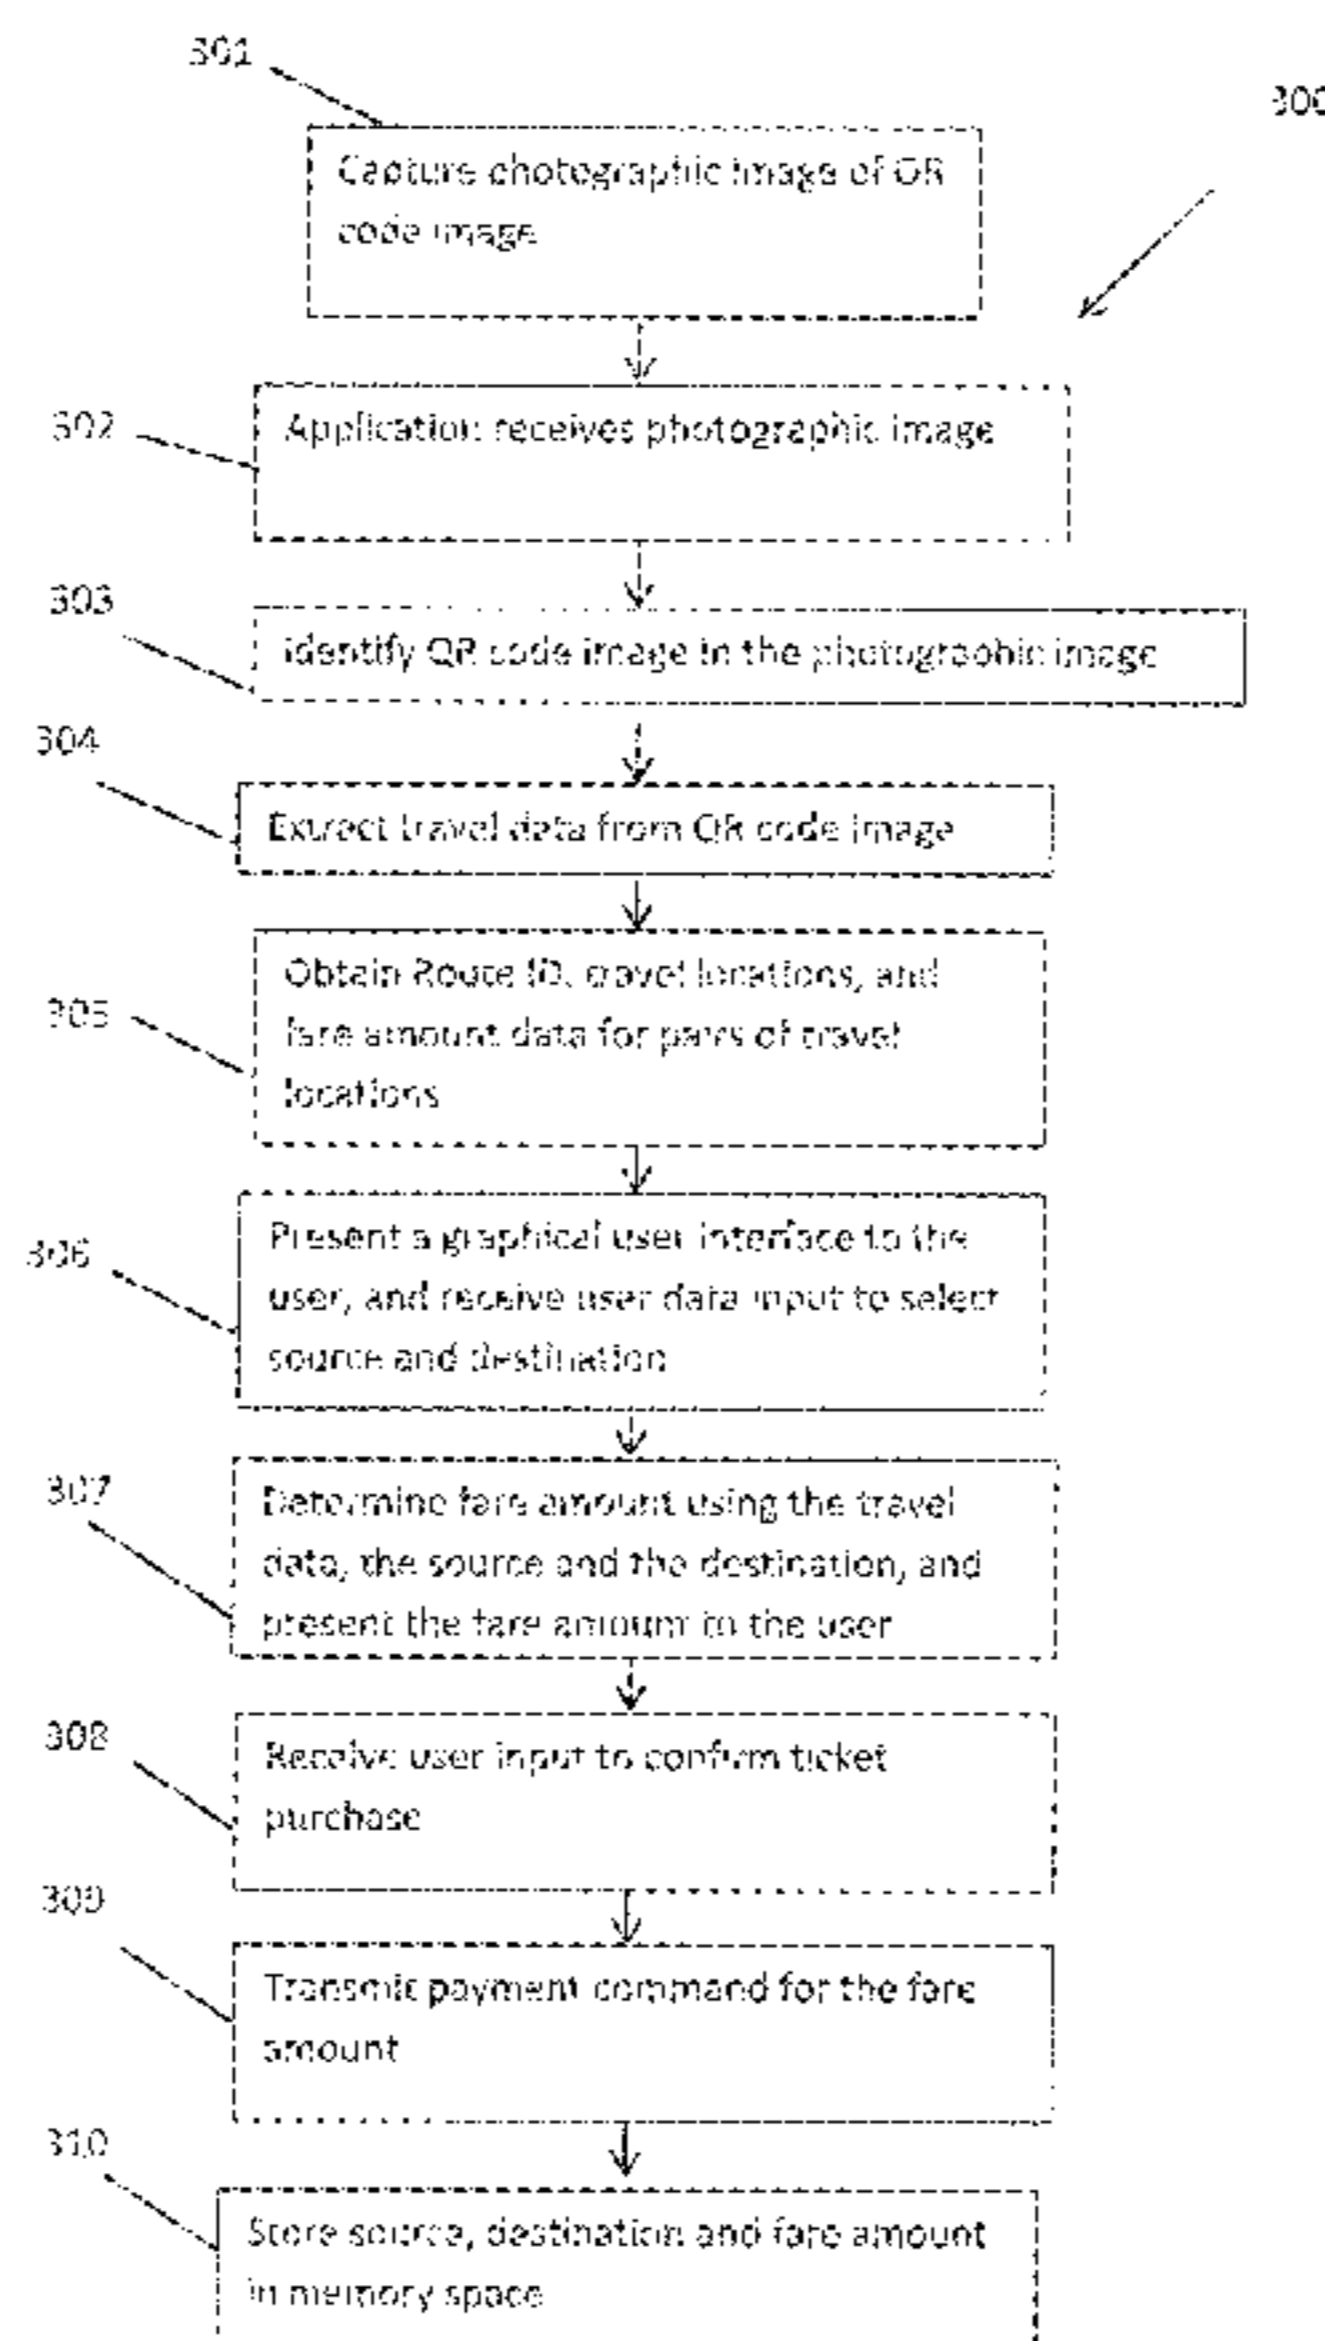 301
300
Capture photographic image of QR
code image
302
Application receives photographic image
303
Identify QR code image in the photographic image
304
Extract travel data from QR code image
305
Obtain Route ID, travel locations, and
fare amount data for pairs of travel
locations
306
Present a graphical user interface to the
user, and receive user data input to select
source and destination
307
Determine fare amount using the travel
data, the source and the destination, and
present the fare amount to the user
308
Receive user input to confirm ticket
purchase
309
Transmit payment command for the fare
amount
310
Store source, destination and fare amount
in memory space